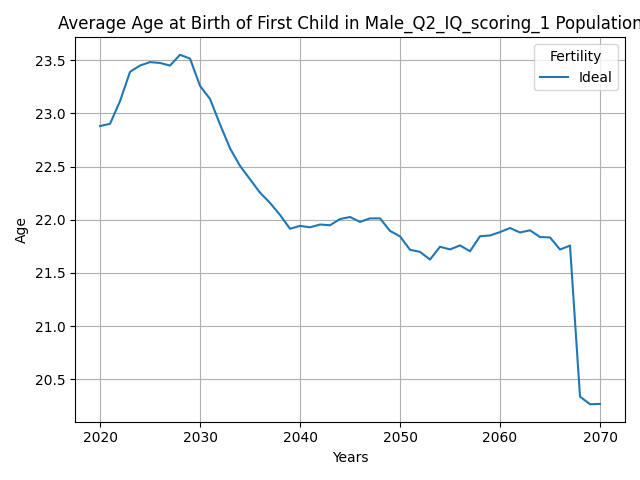 Average Age at Birth of First Child in Male_Q2_IQ_scoring_1 Population
Fertility
Ideal
23.5
23.0
22.5
22.0
21.5
21.0
20.5
Age
2020 2030 2040 2050 2060 2070
Years